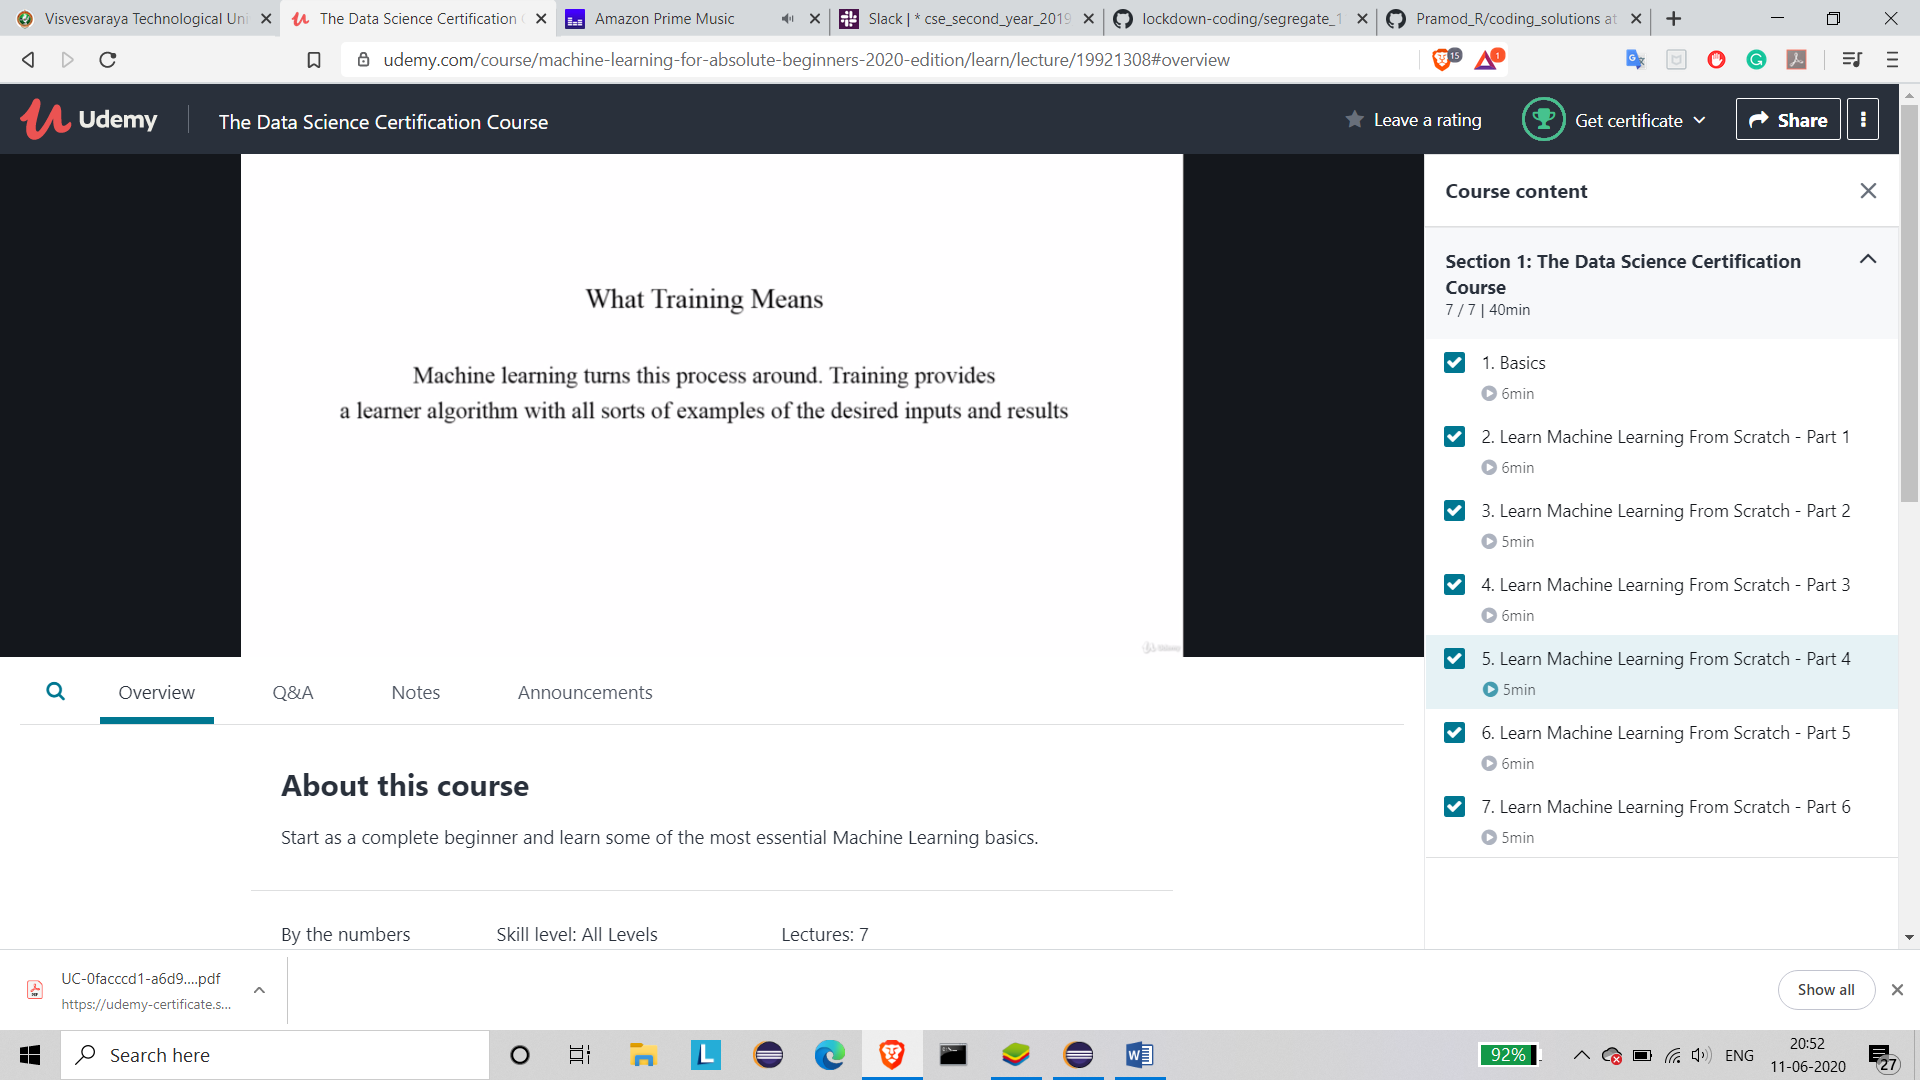 Visvesvaraya Technological Uni
The Data Science Certification C
Amazon Prime Music
Slack | * cse_second_year_2019
lockdown-coding/segregate_1
Pramod_R/coding_solutions at
udemy.com/course/machine-learning-for-absolute-beginners-2020-edition/learn/lecture/19921308#overview
15
1
Udemy
The Data Science Certification Course
Leave a rating
Get certificate
Share
What Training Means
Machine learning turns this process around. Training provides
a learner algorithm with all sorts of examples of the desired inputs and results
Course content
Section 1: The Data Science Certification
Course
7 / 7 | 40min
1. Basics
6min
2. Learn Machine Learning From Scratch - Part 1
6min
3. Learn Machine Learning From Scratch - Part 2
5min
4. Learn Machine Learning From Scratch - Part 3
6min
5. Learn Machine Learning From Scratch - Part 4
5min
6. Learn Machine Learning From Scratch - Part 5
6min
7. Learn Machine Learning From Scratch - Part 6
5min
Overview
Q&A
Notes
Announcements
About this course
Start as a complete beginner and learn some of the most essential Machine Learning basics.
By the numbers
Skill level: All Levels
Lectures: 7
UC-0facccd1-a6d9....pdf
https://udemy-certificate.s...
Show all
Search here
92%
ENG
20:52
11-06-2020
27